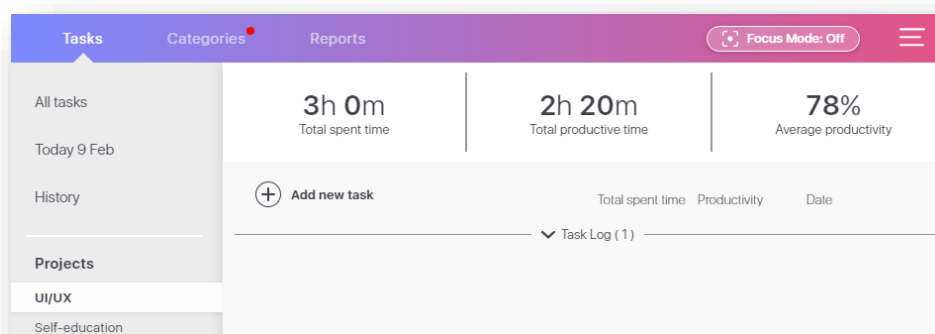 Tasks Categories Reports Focus Mode: Off
All tasks
Today 9 Feb
History
Projects
UI/UX
Self-education
3h 0m
Total spent time
2h 20m
Total productive time
78%
Average productivity
Add new task
Total spent time Productivity Date
Task Log ( 1 )